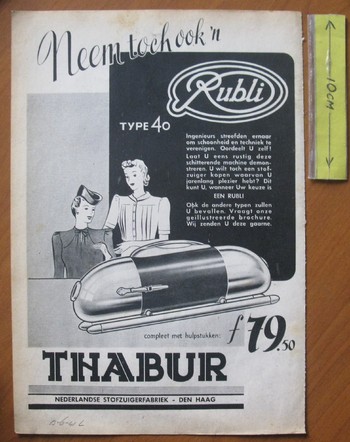 Neem toch ook 'n
Rubli
TYPE 40
Ingenieurs streefden ernaar
om schoonheid en techniek te
verenigen. Oordeelt U zelf!
Laat U eens rustig deze
schitterende machine demon-
streren. U wilt toch een stof-
zuiger kopen waarvan U
jarenlang plezier hebt? Dit
kunt U, wanneer Uw keuze is
EEN RUBLI
Ook de andere typen zullen
U bevallen. Vraagt onze
geïllustreerde brochure.
Wij zenden U deze gaarne.
compleet met hulpstukken:
f 79.50
THABUR
NEDERLANDSE STOFZUIGERFABRIEK - DEN HAAG
10CM